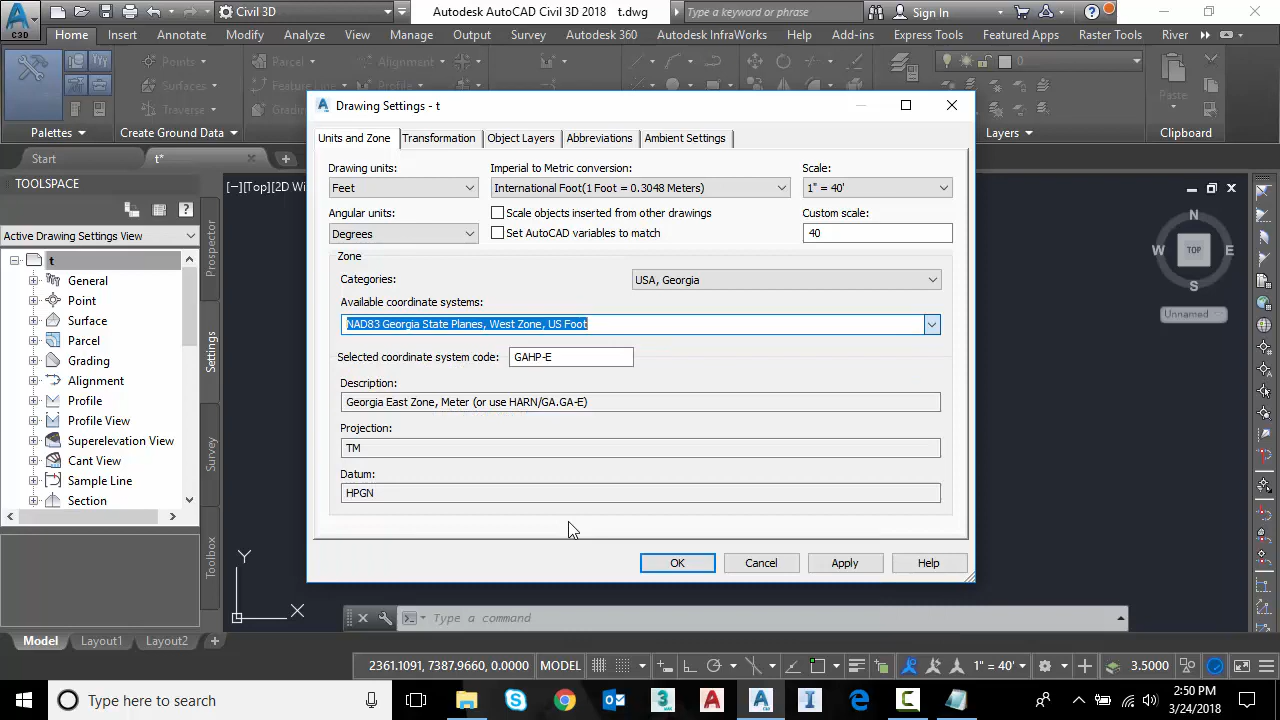 Civil 3D
Autodesk AutoCAD Civil 3D 2018 t.dwg
Type a keyword or phrase
Sign In
C3D
Home
Insert
Annotate
Modify
Analyze
View
Manage
Output
Survey
Autodesk 360
Autodesk InfraWorks
Help
Add-ins
Express Tools
Featured Apps
Raster Tools
River
Points
Surfaces
Traverse
Parcel
Grading
Alignment
0
Paste
Palettes
Create Ground Data
Layers
Clipboard
Start
t*
TOOLSPACE
Active Drawing Settings View
t
General
Point
Surface
Parcel
Grading
Alignment
Profile
Profile View
Superelevation View
Cant View
Sample Line
Section
Prospector
Settings
Survey
Toolbox
[−][Top][2D Wi
Drawing Settings - t
Units and Zone
Transformation
Object Layers
Abbreviations
Ambient Settings
Drawing units:
Imperial to Metric conversion:
Scale:
Feet
International Foot(1 Foot = 0.3048 Meters)
1" = 40'
Angular units:
Scale objects inserted from other drawings
Custom scale:
Degrees
Set AutoCAD variables to match
40
Zone
Categories:
USA, Georgia
Available coordinate systems:
NAD83 Georgia State Planes, West Zone, US Foot
Selected coordinate system code:
GAHP-E
Description:
Georgia East Zone, Meter (or use HARN/GA.GA-E)
Projection:
TM
Datum:
HPGN
OK
Cancel
Apply
Help
N
W
TOP
E
S
Unnamed
Y
X
Type a command
Model
Layout1
Layout2
2361.1091, 7387.9660, 0.0000
MODEL
1" = 40'
3.5000
Type here to search
2:50 PM
3/24/2018